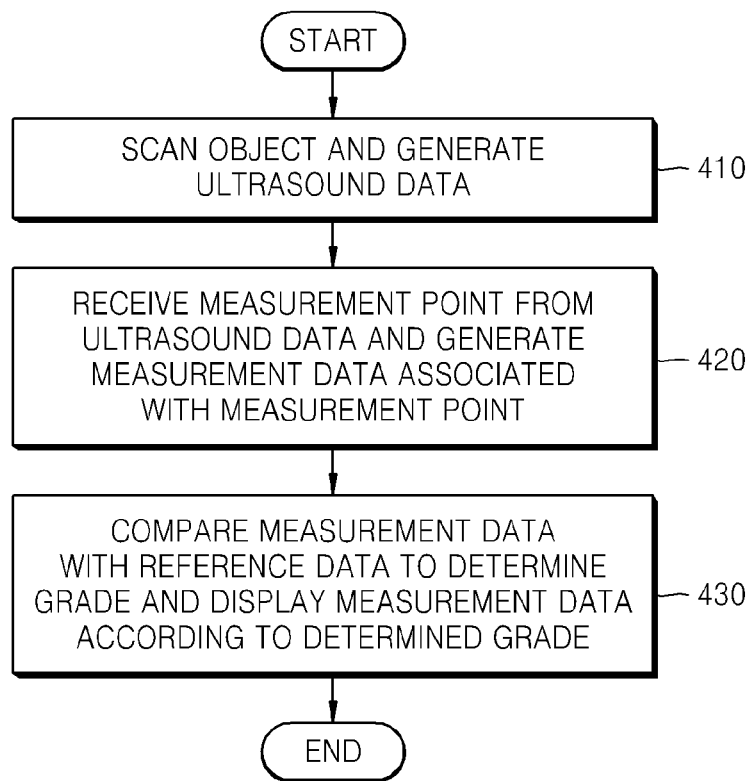 START
SCAN OBJECT AND GENERATE
ULTRASOUND DATA
410
RECEIVE MEASUREMENT POINT FROM
ULTRASOUND DATA AND GENERATE
MEASUREMENT DATA ASSOCIATED
WITH MEASUREMENT POINT
420
COMPARE MEASUREMENT DATA
WITH REFERENCE DATA TO DETERMINE
GRADE AND DISPLAY MEASUREMENT DATA
ACCORDING TO DETERMINED GRADE
430
END